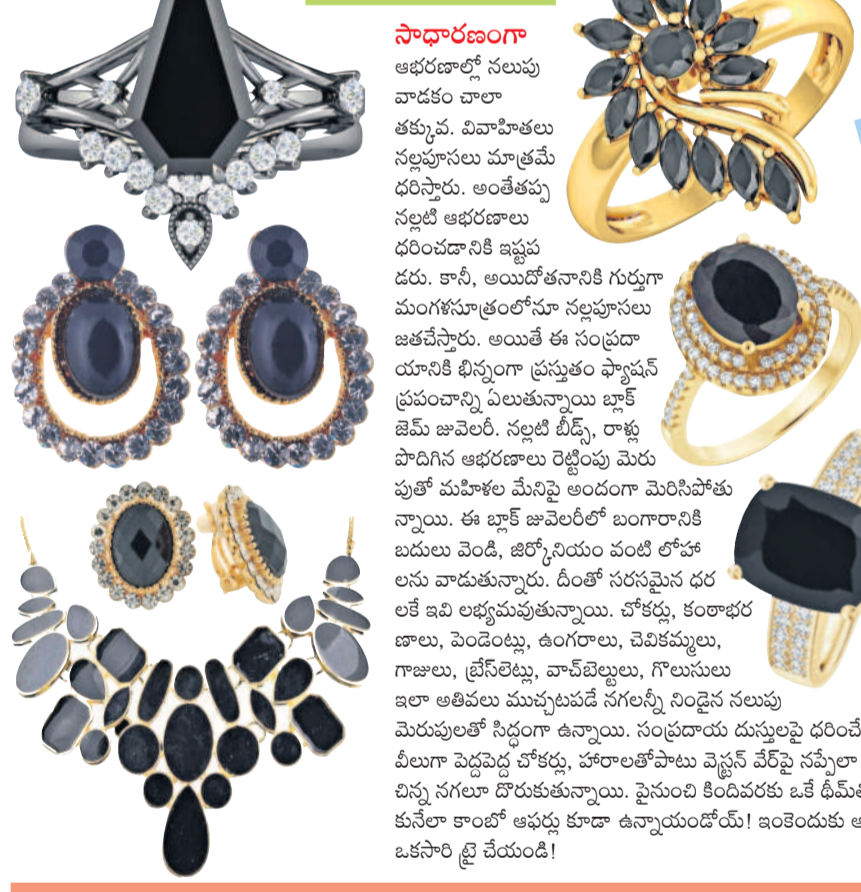 సాధారణంగా
ఆభరణాల్లో నలుపు
వాడకం చాలా
తక్కువ. వివాహితలు
నల్లపూసలు మాత్రమే
ధరిస్తారు. అంతేతప్ప
నల్లటి ఆభరణాలు
ధరించడానికి ఇష్టప
డరు. కానీ, అయిదోతనానికి గుర్తుగా
మంగళసూత్రంలోనూ నల్లపూసలు
జతచేస్తారు. అయితే ఈ సంప్రదా
యానికి భిన్నంగా ప్రస్తుతం ఫ్యాషన్
ప్రపంచాన్ని ఏలుతున్నాయి బ్లాక్
జెమ్ జువెలరీ. నల్లటి బీడ్స్, రాళ్లు
పొదిగిన ఆభరణాలు రెట్టింపు మెరు
పుతో మహిళల మేనిపై అందంగా మెరిసిపోతు
న్నాయి. ఈ బ్లాక్ జువెలరీలో బంగారానికి
బదులు వెండి, జిర్కోనియం వంటి లోహా
లను వాడుతున్నారు. దీంతో సరసమైన ధర
లకే ఇవి లభ్యమవుతున్నాయి. చోకర్లు, కంఠాభర
ణాలు, పెండెంట్లు, ఉంగరాలు, చెవికమ్మలు,
గాజులు, బ్రేస్‌లెట్లు, వాచ్‌బెల్టులు, గొలుసులు
ఇలా అతివలు ముచ్చటపడే నగలన్నీ నిండైన నలుపు
మెరుపులతో సిద్ధంగా ఉన్నాయి. సంప్రదాయ దుస్తులపై ధరించే
వీలుగా పెద్దపెద్ద చోకర్లు, హారాలతోపాటు వెస్ట్రన్ వేర్‌పై నప్పేలా
చిన్న నగలూ దొరుకుతున్నాయి. పైనుంచి కిందివరకు ఒకే
కునేలా కాంబో ఆఫర్లు కూడా ఉన్నాయండోయ్! ఇంకెందుకు
ఒకసారి ట్రై చేయండి!